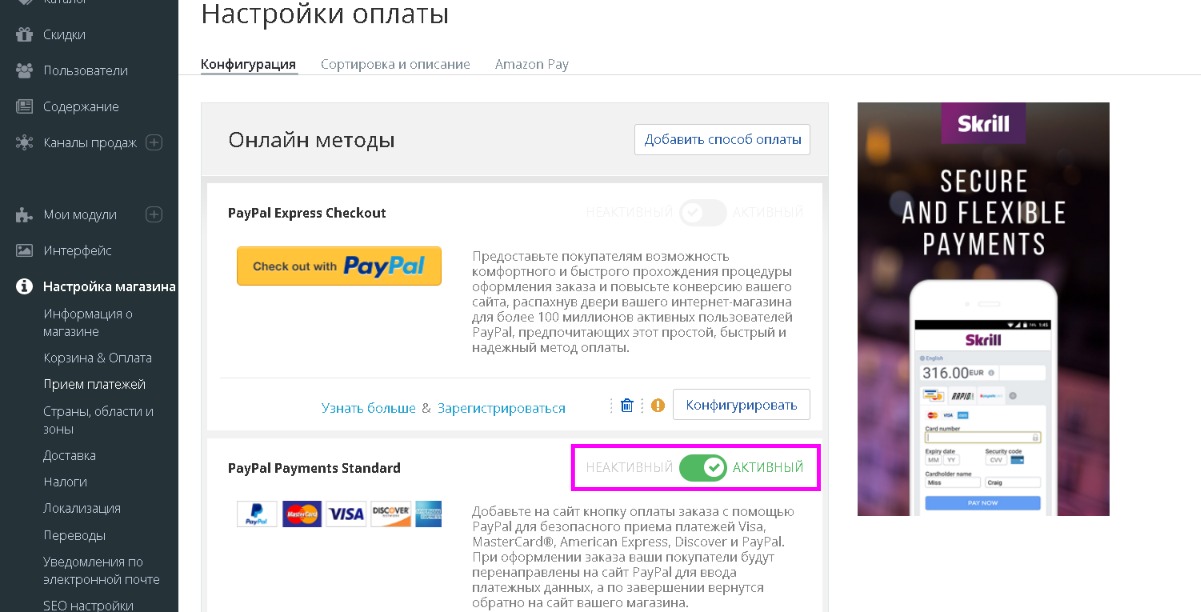 Каталог
Скидки
Пользователи
Содержание
Каналы продаж
Мои модули
Интерфейс
Настройка магазина
Информация о
магазине
Корзина & Оплата
Прием платежей
Страны, области и
зоны
Доставка
Налоги
Локализация
Переводы
Уведомления по
электронной почте
SEO настройки
Настройки оплаты
Конфигурация Сортировка и описание Amazon Pay
Онлайн методы
Добавить способ оплаты
PayPal Express Checkout
НЕАКТИВНЫЙ АКТИВНЫЙ
Check out with PayPal
Предоставьте покупателям возможность
комфортного и быстрого прохождения процедуры
оформления заказа и повысьте конверсию вашего
сайта, распахнув двери вашего интернет-магазина
для более 100 миллионов активных пользователей
PayPal, предпочитающих этот простой, быстрый и
надежный метод оплаты.
Узнать больше & Зарегистрироваться
Конфигурировать
PayPal Payments Standard
НЕАКТИВНЫЙ АКТИВНЫЙ
PayPal MasterCard VISA DISCOVER
Добавьте на сайт кнопку оплаты заказа с помощью
PayPal для безопасного приема платежей Visa,
MasterCard®, American Express, Discover и PayPal.
При оформлении заказа ваши покупатели будут
перенаправлены на сайт PayPal для ввода
платежных данных, а по завершении вернутся
обратно на сайт вашего магазина.
Skrill
SECURE
AND FLEXIBLE
PAYMENTS
1:45
Skrill
English
316.00 EUR
Card number
Expiry date Security code
MM YY CVV
Cardholder name
Miss Craig
PAY NOW